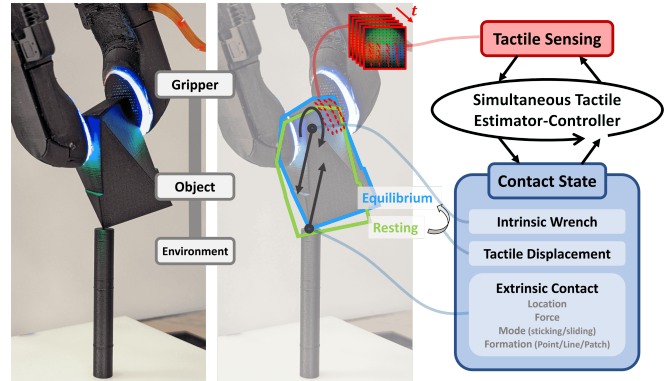 t
Tactile Sensing
Gripper
Simultaneous Tactile
Estimator-Controller
Object
Contact State
Equilibrium
Intrinsic Wrench
Resting
Environment
Tactile Displacement
Extrinsic Contact
Location
Force
Mode (sticking/sliding)
Formation (Point/Line/Patch)